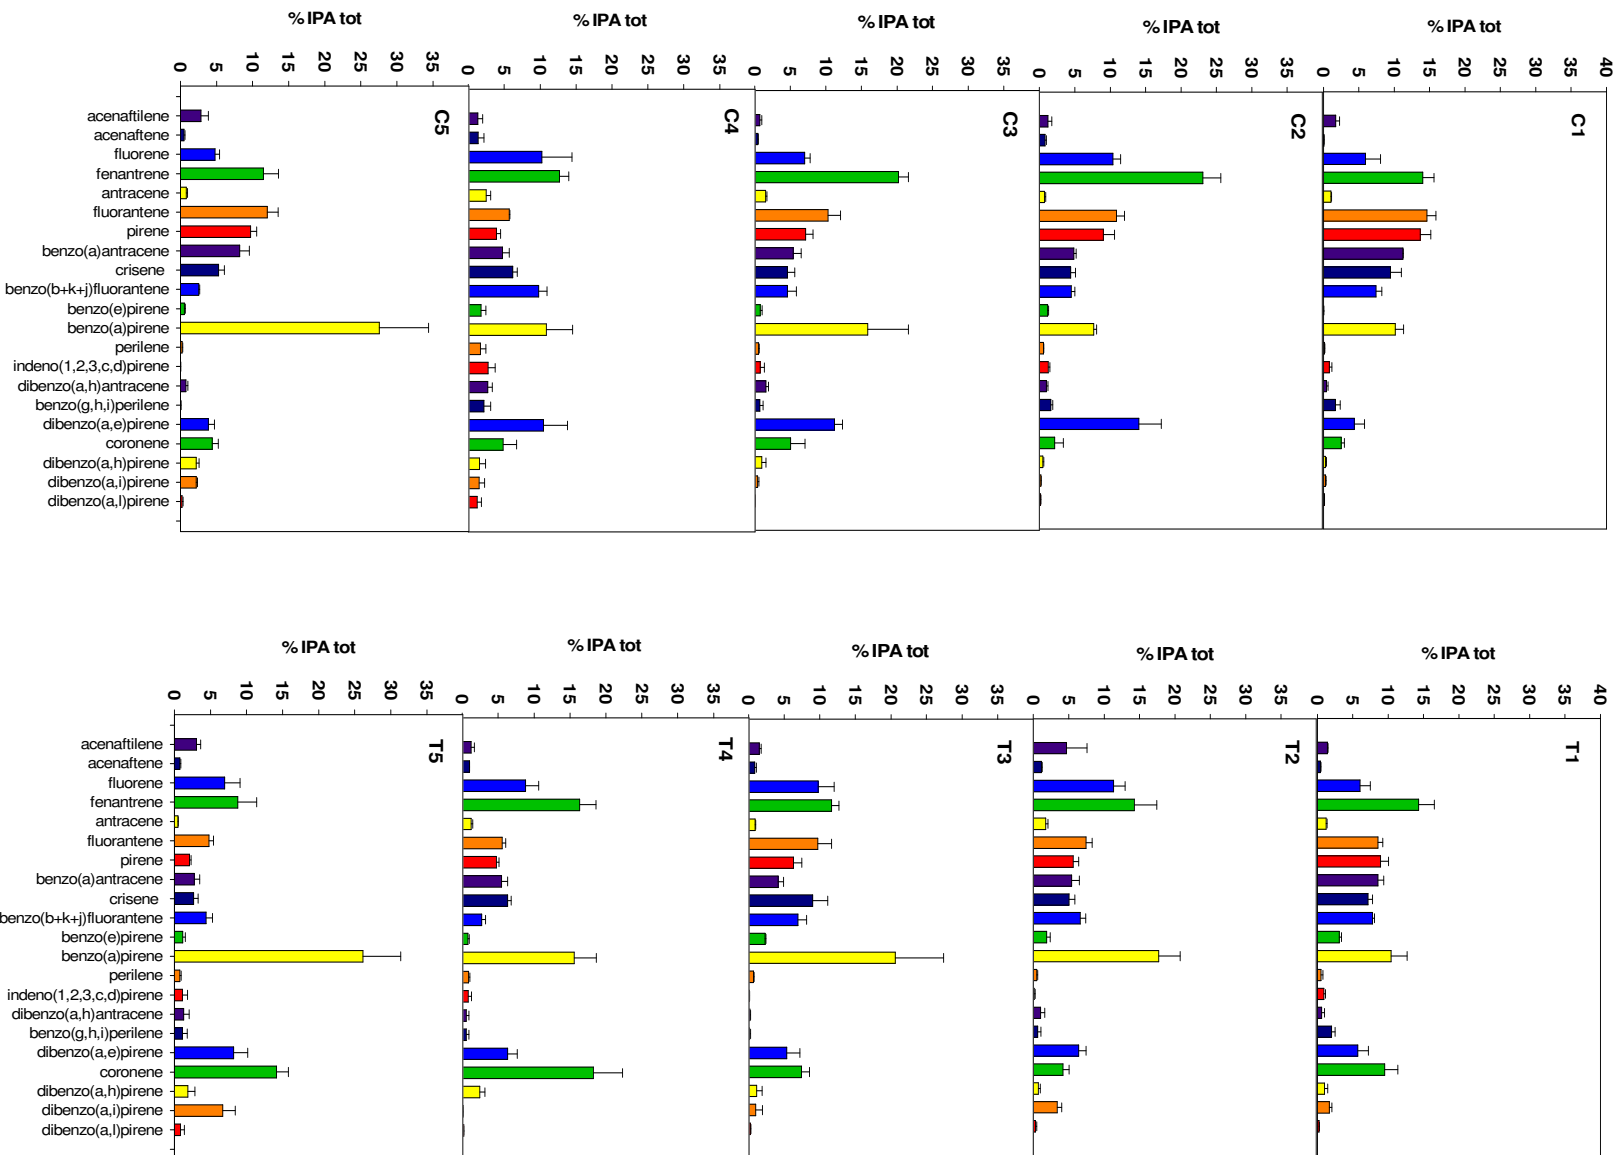 % IPA tot
% IPA tot
% IPA tot
% IPA tot
% IPA tot
0 5 10 15 20 25 30 35
0 5 10 15 20 25 30 35
0 5 10 15 20 25 30 35
0 5 10 15 20 25 30 35
0 5 10 15 20 25 30 35 40
C5
C4
C3
C2
C1
acenaftilene
acenaftene
fluorene
fenantrene
antracene
fluorantene
pirene
benzo(a)antracene
crisene
benzo(b+k+j)fluorantene
benzo(e)pirene
benzo(a)pirene
perilene
indeno(1,2,3,c,d)pirene
dibenzo(a,h)antracene
benzo(g,h,i)perilene
dibenzo(a,e)pirene
coronene
dibenzo(a,h)pirene
dibenzo(a,i)pirene
dibenzo(a,l)pirene
% IPA tot
% IPA tot
% IPA tot
% IPA tot
% IPA tot
0 5 10 15 20 25 30 35
0 5 10 15 20 25 30 35
0 5 10 15 20 25 30 35
0 5 10 15 20 25 30 35
0 5 10 15 20 25 30 35 40
T5
T4
T3
T2
T1
acenaftilene
acenaftene
fluorene
fenantrene
antracene
fluorantene
pirene
benzo(a)antracene
crisene
benzo(b+k+j)fluorantene
benzo(e)pirene
benzo(a)pirene
perilene
indeno(1,2,3,c,d)pirene
dibenzo(a,h)antracene
benzo(g,h,i)perilene
dibenzo(a,e)pirene
coronene
dibenzo(a,h)pirene
dibenzo(a,i)pirene
dibenzo(a,l)pirene